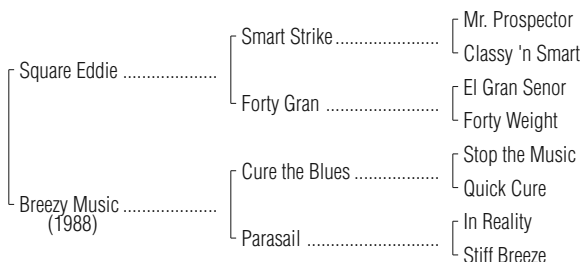 Mr. Prospector
Smart Strike ........................
Classy 'n Smart
Square Eddie ....................
El Gran Senor
Forty Gran ..........................
Forty Weight
Stop the Music
Cure the Blues ...................
Quick Cure
Breezy Music ....................
(1988)
In Reality
Parasail ..............................
Stiff Breeze